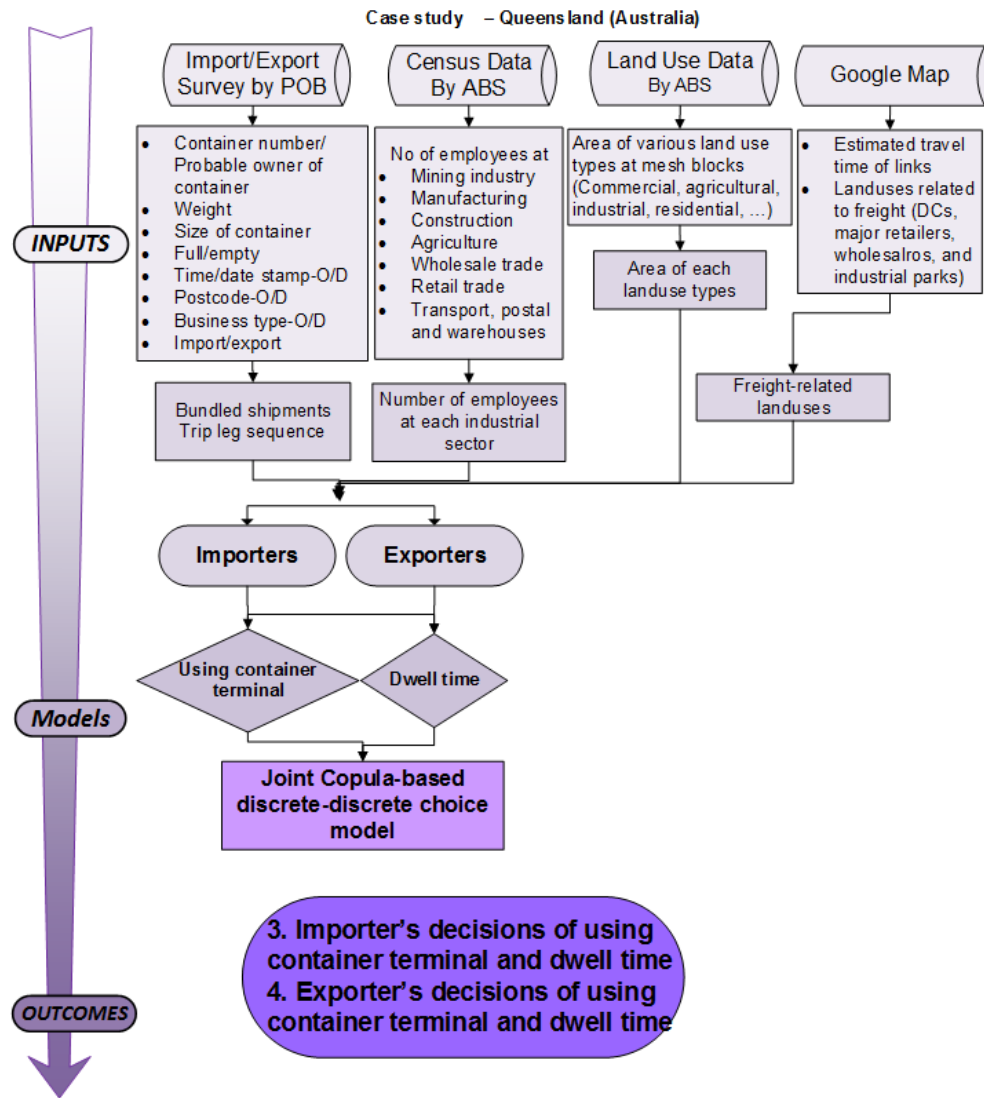 Case study – Queensland (Australia)
Import/Export
Survey by POB
Census Data
By ABS
Land Use Data
By ABS
Google Map
• Container number/
Probable owner of
container
• Weight
• Size of container
• Full/empty
• Time/date stamp-O/D
• Postcode-O/D
• Business type-O/D
• Import/export
No of employees at
• Mining industry
• Manufacturing
• Construction
• Agriculture
• Wholesale trade
• Retail trade
• Transport, postal
and warehouses
Area of various land use
types at mesh blocks
(Commercial, agricultural,
industrial, residential, ...)
• Estimated travel
time of links
• Landuses related
to freight (DCs,
major retailers,
wholesalros, and
industrial parks)
INPUTS
Area of each
landuse types
Bundled shipments
Trip leg sequence
Number of employees
at each industrial
sector
Freight-related
landuses
Importers
Exporters
Using container
terminal
Dwell time
Models
Joint Copula-based
discrete-discrete choice
model
3. Importer's decisions of using
container terminal and dwell time
4. Exporter's decisions of using
container terminal and dwell time
OUTCOMES